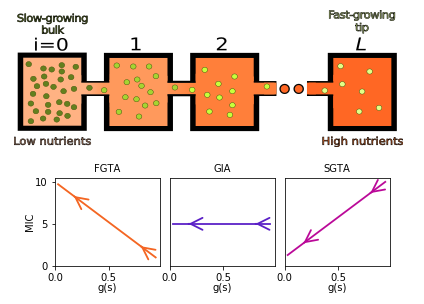 Slow-growing
bulk
Fast-growing
tip
i=0 1 2 L
Low nutrients
High nutrients
FGTA GIA SGTA
MIC
10
5
0
0.0 0.5 0.0 0.5 0.0 0.5
g(s) g(s) g(s)